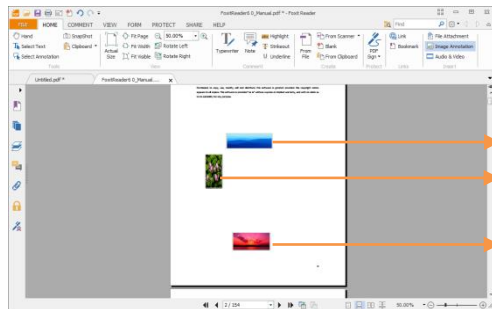 FoxitReader6 0_Manual.pdf * - Foxit Reader
FILE HOME COMMENT VIEW FORM PROTECT SHARE HELP
Find
Hand SnapShot Fit Page 50.00% From Scanner Link File Attachment
Select Text Clipboard Fit Width Rotate Left Blank Bookmark Image Annotation
Select Annotation Actual Size Fit Visible Rotate Right Typewriter Note Highlight Strikeout Underline From File From Clipboard PDF Sign Audio & Video
Tools View Comment Create Protect Links Insert
Untitled.pdf * FoxitReader6 0_Manual.... x
2 / 154 50.00%